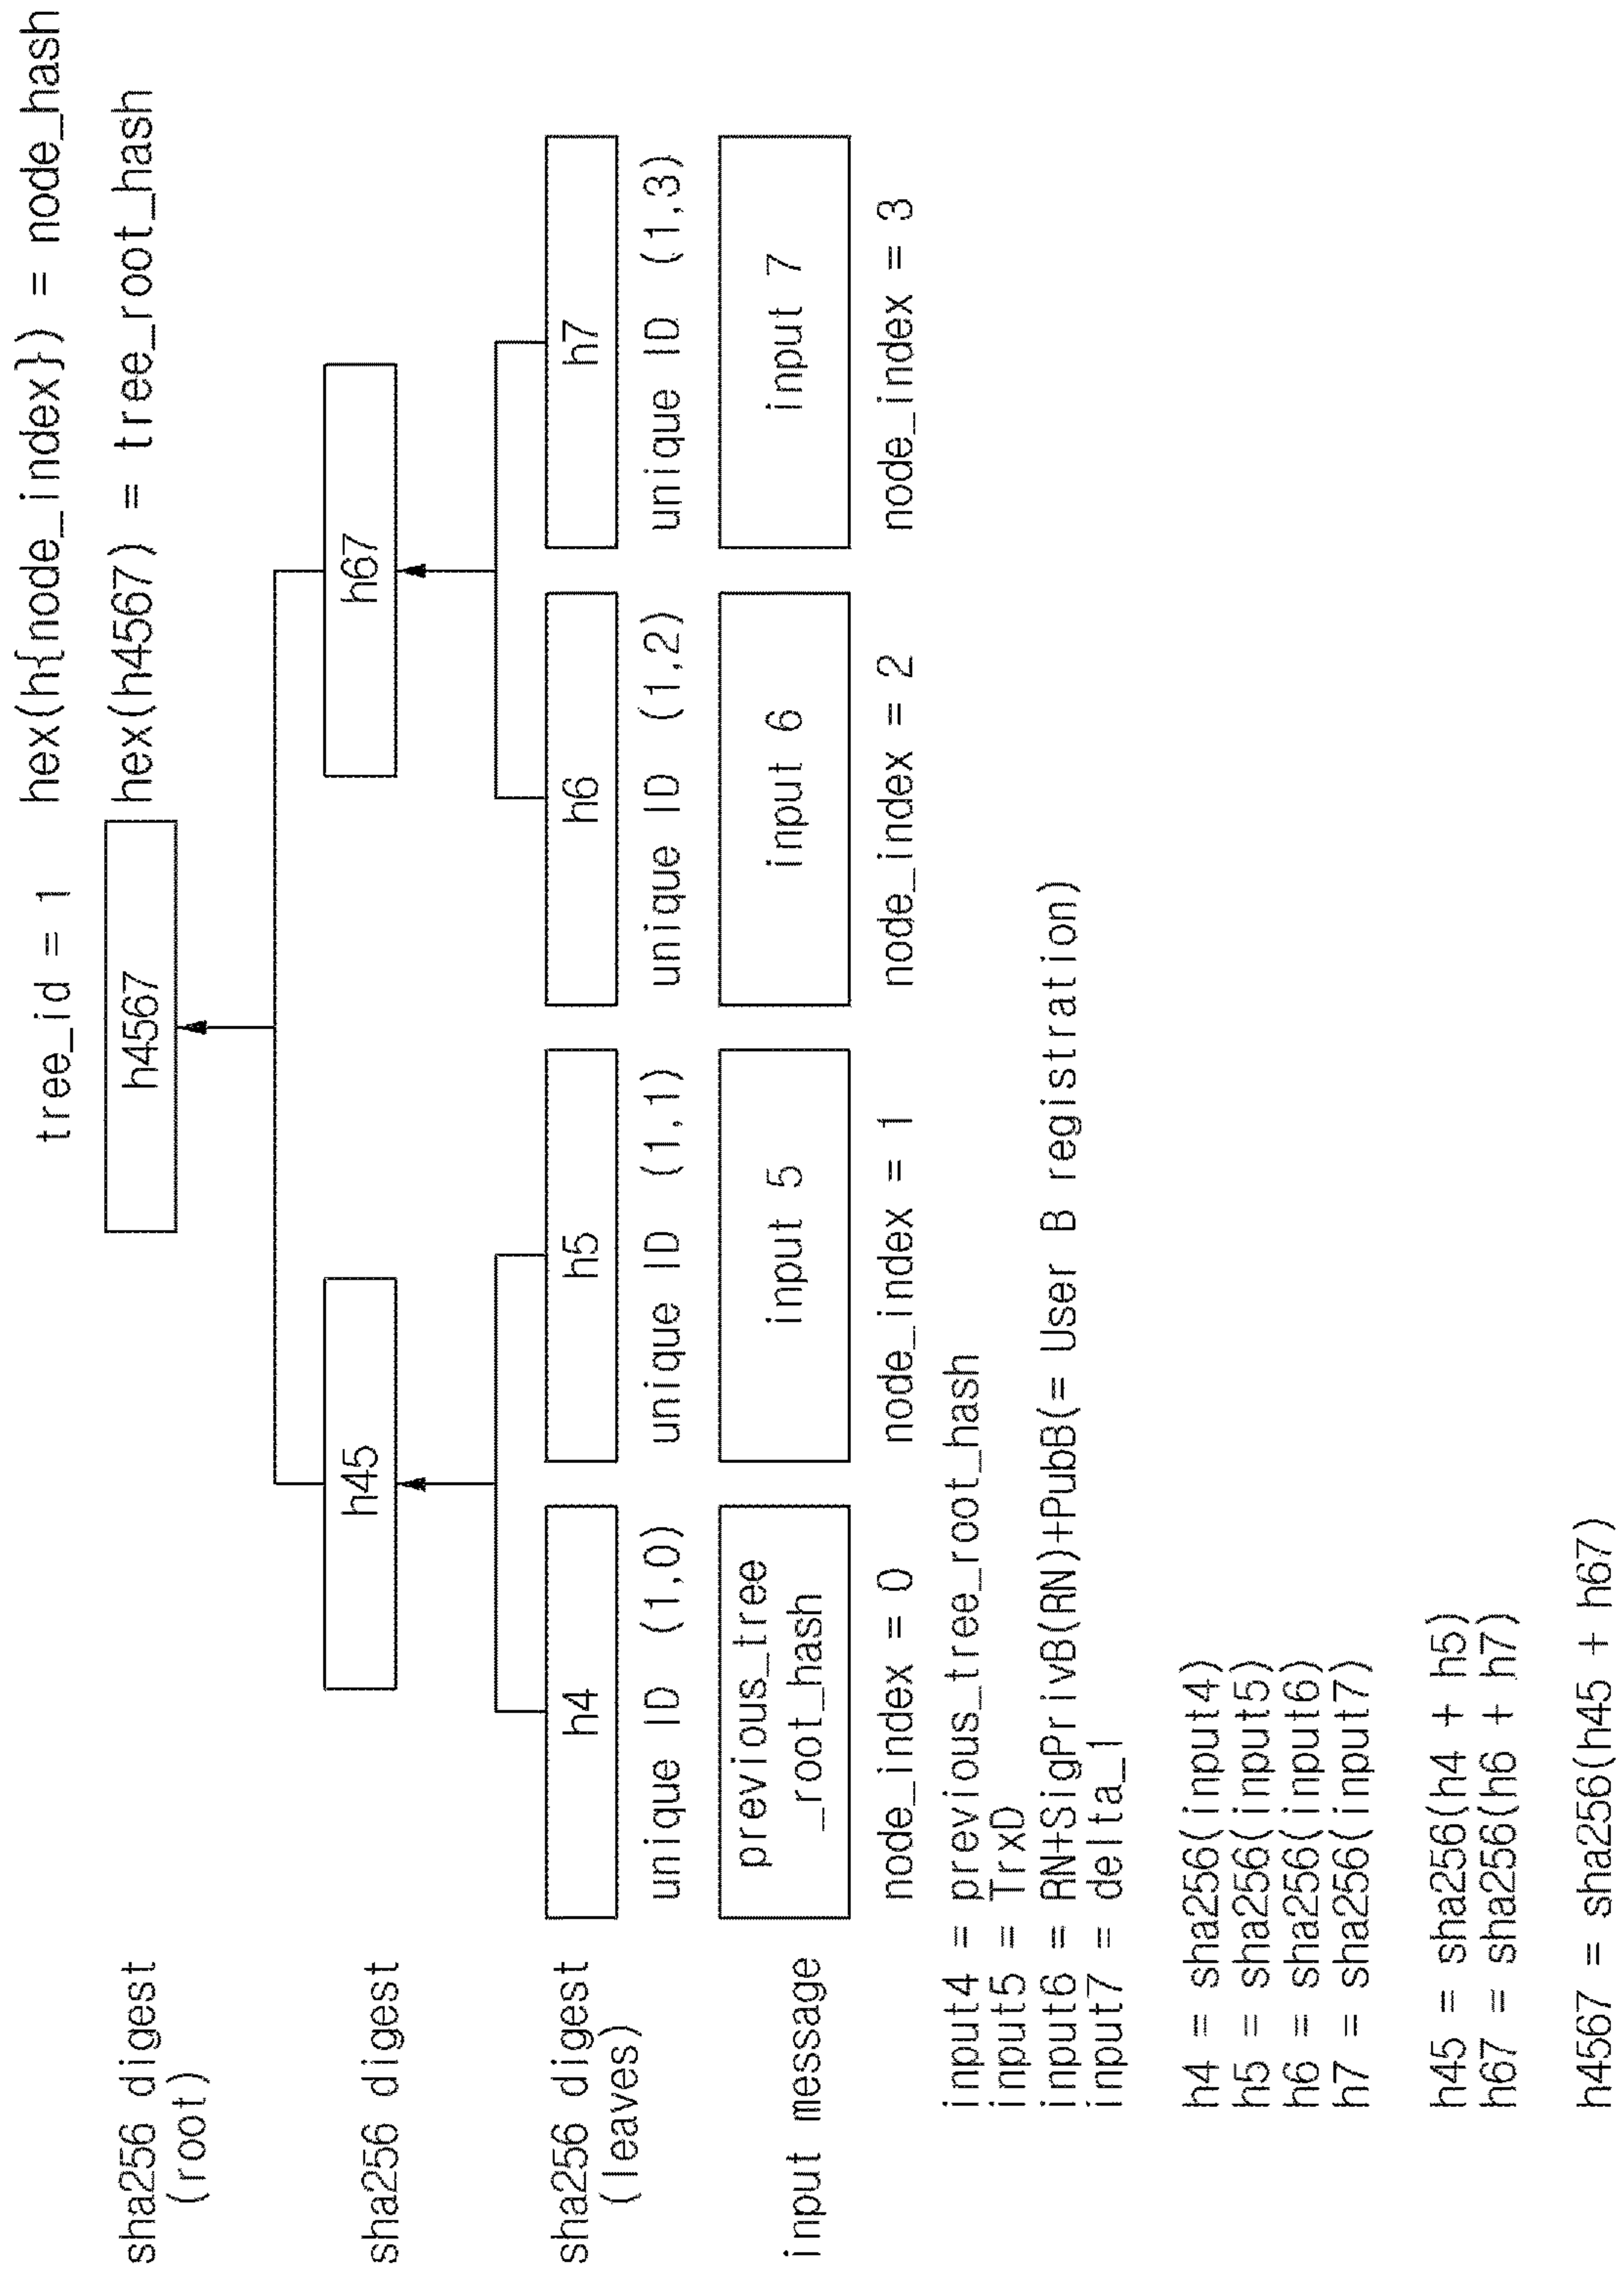 tree_id = 1 hex(h{node_index}) = node_hash
sha256 digest
(root)
h4567
hex(h4567) = tree_root_hash
sha256 digest
h45
h67
sha256 digest
(leaves)
h4
h5
h6
h7
unique ID (1,0)
unique ID (1,1)
unique ID (1,2)
unique ID (1,3)
input message
previous_tree
_root_hash
input 5
input 6
input 7
node_index = 0
node_index = 1
node_index = 2
node_index = 3
input4 = previous_tree_root_hash
input5 = TrxD
input6 = RN+SigPrivB(RN)+PubB(= User B registration)
input7 = delta_1
h4 = sha256(input4)
h5 = sha256(input5)
h6 = sha256(input6)
h7 = sha256(input7)
h45 = sha256(h4 + h5)
h67 = sha256(h6 + h7)
h4567 = sha256(h45 + h67)